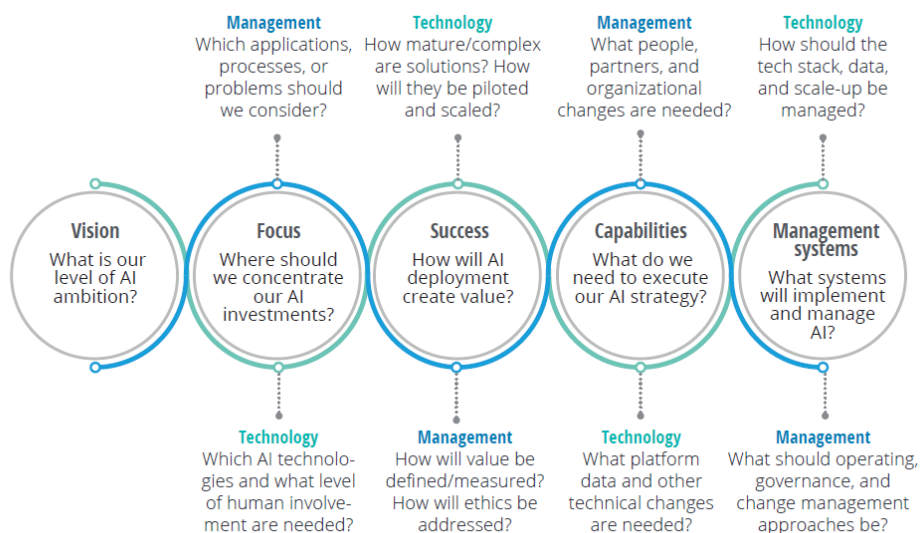 Management
Which applications,
processes, or
problems should
we consider?
Technology
How mature/complex
are solutions? How
will they be piloted
and scaled?
Management
What people,
partners, and
organizational
changes are needed?
Technology
How should the
tech stack, data,
and scale-up be
managed?
Vision
What is our
level of AI
ambition?
Focus
Where should
we concentrate
our AI
investments?
Success
How will AI
deployment
create value?
Capabilities
What do we
need to execute
our AI strategy?
Management
systems
What systems
will implement
and manage
AI?
Technology
Which AI technolo-
gies and what level
of human involve-
ment are needed?
Management
How will value be
defined/measured?
How will ethics be
addressed?
Technology
What platform
data and other
technical changes
are needed?
Management
What should operating,
governance, and
change management
approaches be?